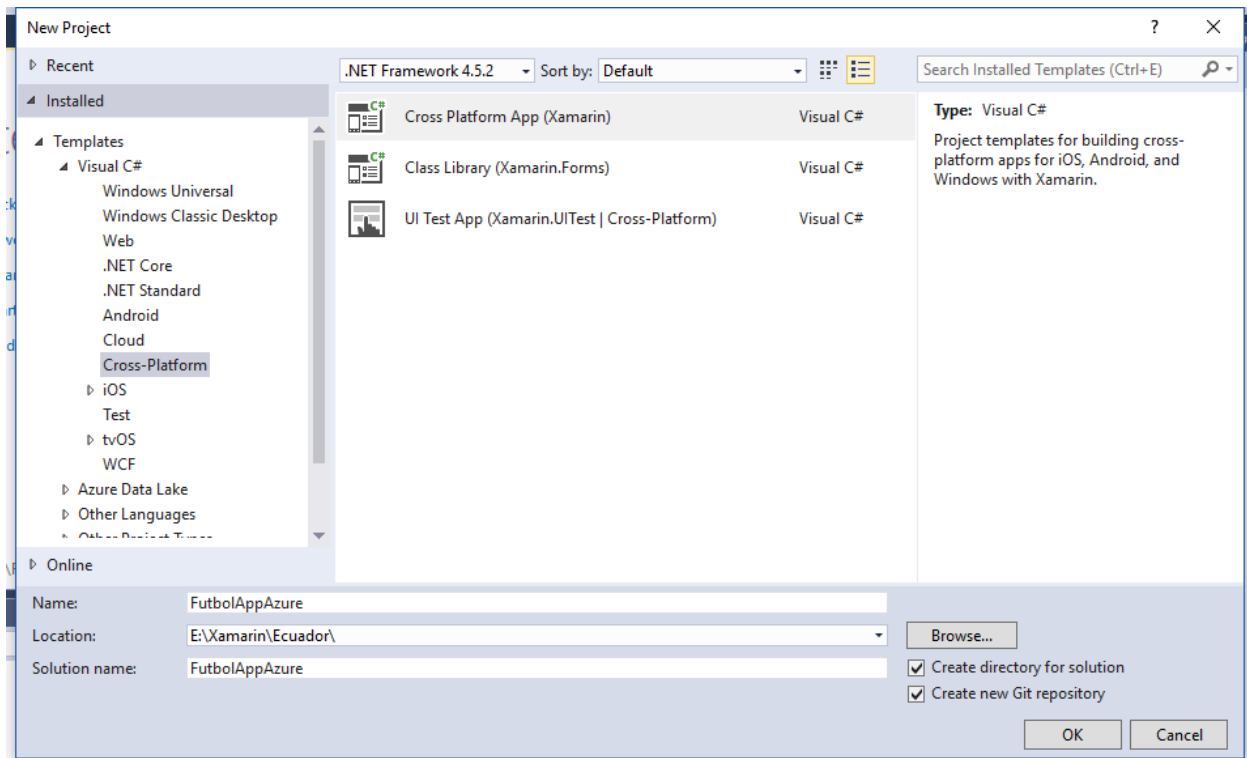 New Project
?
Recent
.NET Framework 4.5.2
Sort by:
Default
Search Installed Templates (Ctrl+E)
Installed
Templates
Visual C#
Windows Universal
Windows Classic Desktop
Web
.NET Core
.NET Standard
Android
Cloud
Cross-Platform
iOS
Test
tvOS
WCF
Azure Data Lake
Other Languages
Other Project Types
Online
C# Cross Platform App (Xamarin) Visual C#
C# Class Library (Xamarin.Forms) Visual C#
UI Test App (Xamarin.UITest | Cross-Platform) Visual C#
Type: Visual C#
Project templates for building cross-
platform apps for iOS, Android, and
Windows with Xamarin.
Name: FutbolAppAzure
Location: E:\Xamarin\Ecuador\
Browse...
Solution name: FutbolAppAzure
Create directory for solution
Create new Git repository
OK
Cancel